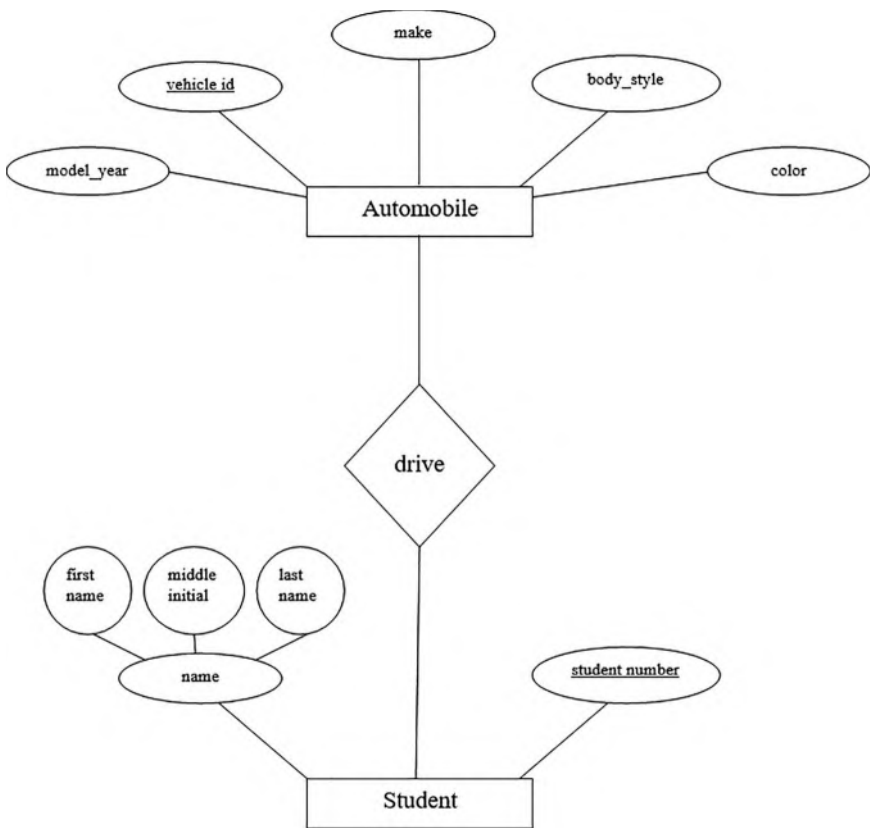 make
vehicle id
body_style
model_year
color
Automobile
drive
first
name
middle
initial
last
name
name
student number
Student